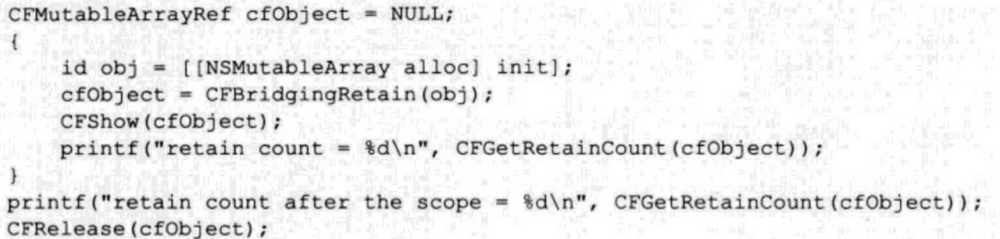 CFMutableArrayRef cfObject = NULL;
{
    id obj = [[NSMutableArray alloc] init];
    cfObject = CFBridgingRetain(obj);
    CFShow(cfObject);
    printf("retain count = %d\n", CFGetRetainCount(cfObject));
}
printf("retain count after the scope = %d\n", CFGetRetainCount(cfObject));
CFRelease(cfObject);